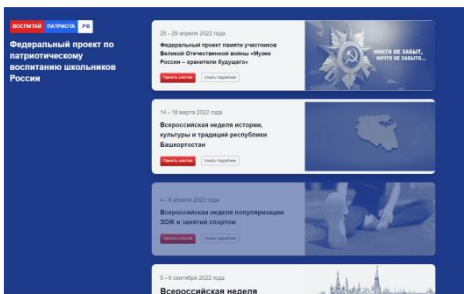 ВОСПИТАЙ ПАТРИОТА .РФ
Федеральный проект по
патриотическому
воспитанию школьников
России
25 - 29 апреля 2022 года
Федеральный проект памяти участников
Великой Отечественной войны «Музеи
России – хранители будущего»
Принять участие Узнать подробнее
НИКТО НЕ ЗАБЫТ,
НИЧТО НЕ ЗАБЫТО...
14 - 18 марта 2022 года
Всероссийская неделя истории,
культуры и традиций республики
Башкортостан
Принять участие Узнать подробнее
4 - 8 апреля 2022 года
Всероссийская неделя популяризации
ЗОЖ и занятий спортом
Принять участие Узнать подробнее
5 - 9 сентября 2022 года
Всероссийская неделя